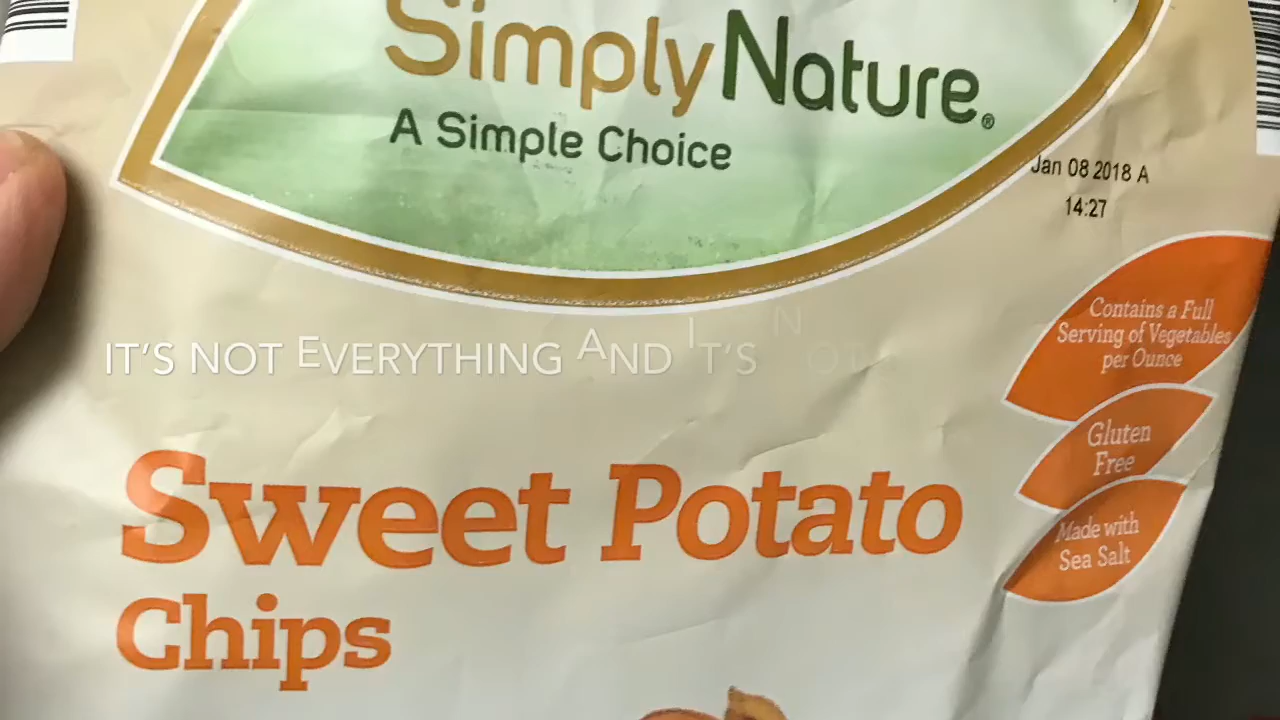 SimplyNature®
A Simple Choice
Jan 08 2018 A
14:27
Contains a Full
Serving of Vegetables
per Ounce
IT'S NOT EVERYTHING AND IT'S NOT
Gluten
Free
Made with
Sea Salt
Sweet Potato
Chips